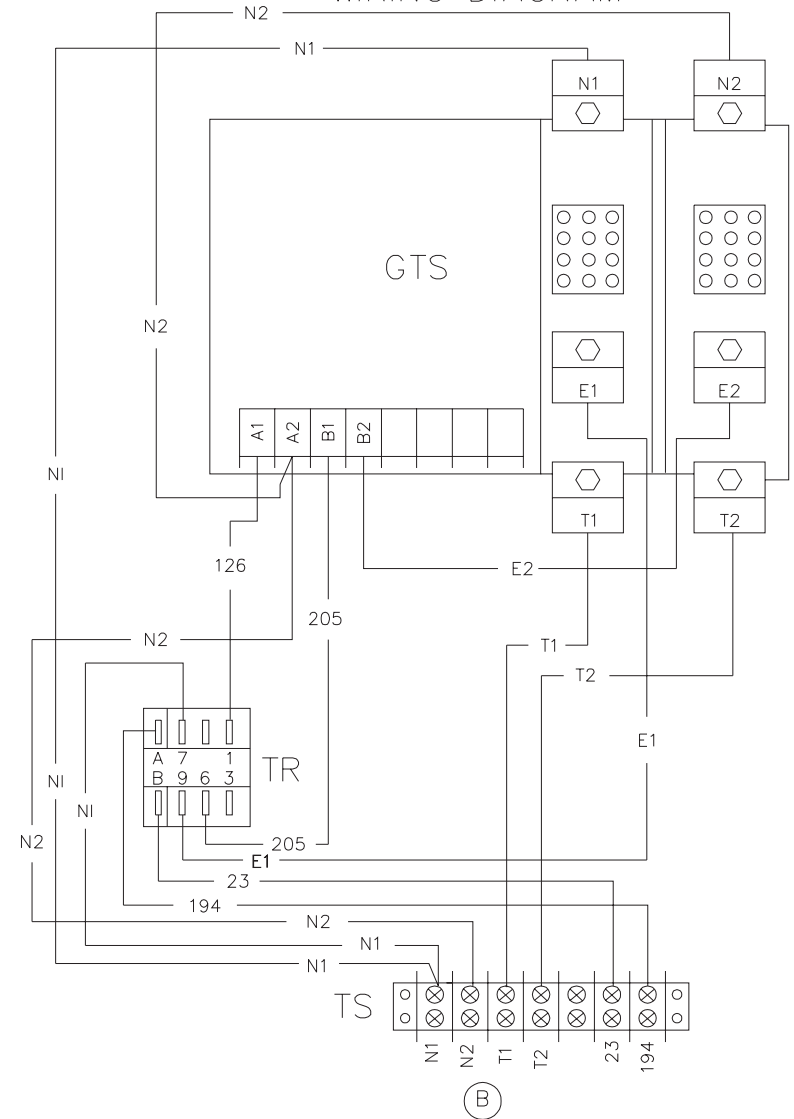 WIRING DIAGRAM
N2
N1
N1
N2
GTS
N2
E1
E2
A1
A2
B1
B2
NI
T1
T2
126
E2
205
N2
T1
T2
E1
A
7
1
B
9
6
3
TR
NI
NI
N2
205
E1
23
194
N2
N1
N1
TS
N1
N2
T1
T2
23
194
B